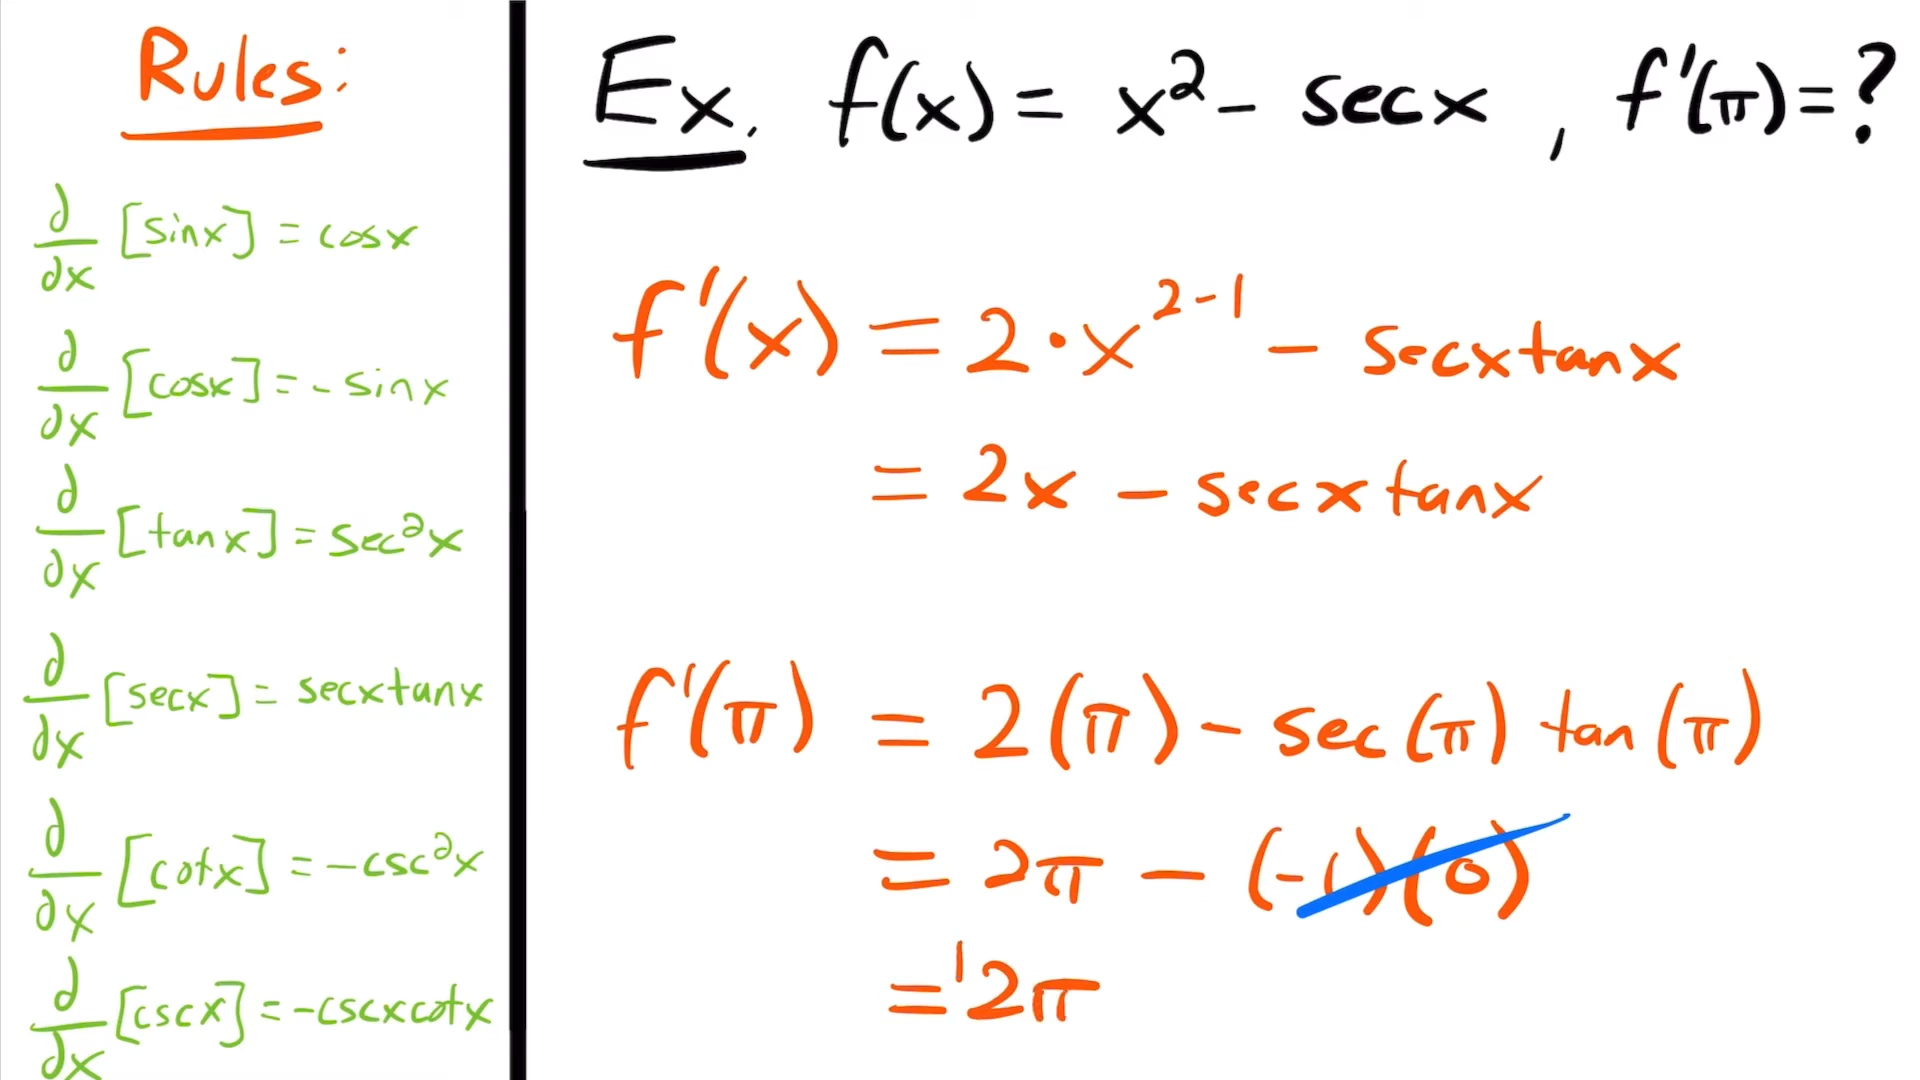 Rules:
d/dx [sinx] = cosx
d/dx [cosx] = -sinx
d/dx [tanx] = sec²x
d/dx [secx] = secxtanx
d/dx [cotx] = -csc²x
d/dx [cscx] = -cscxcotx
Ex. f(x) = x² - secx , f'(π)=?
f'(x) = 2·x²⁻¹ - secxtanx
= 2x - secxtanx
f'(π) = 2(π) - sec(π) tan(π)
= 2π - (-1)(0)
= '2π